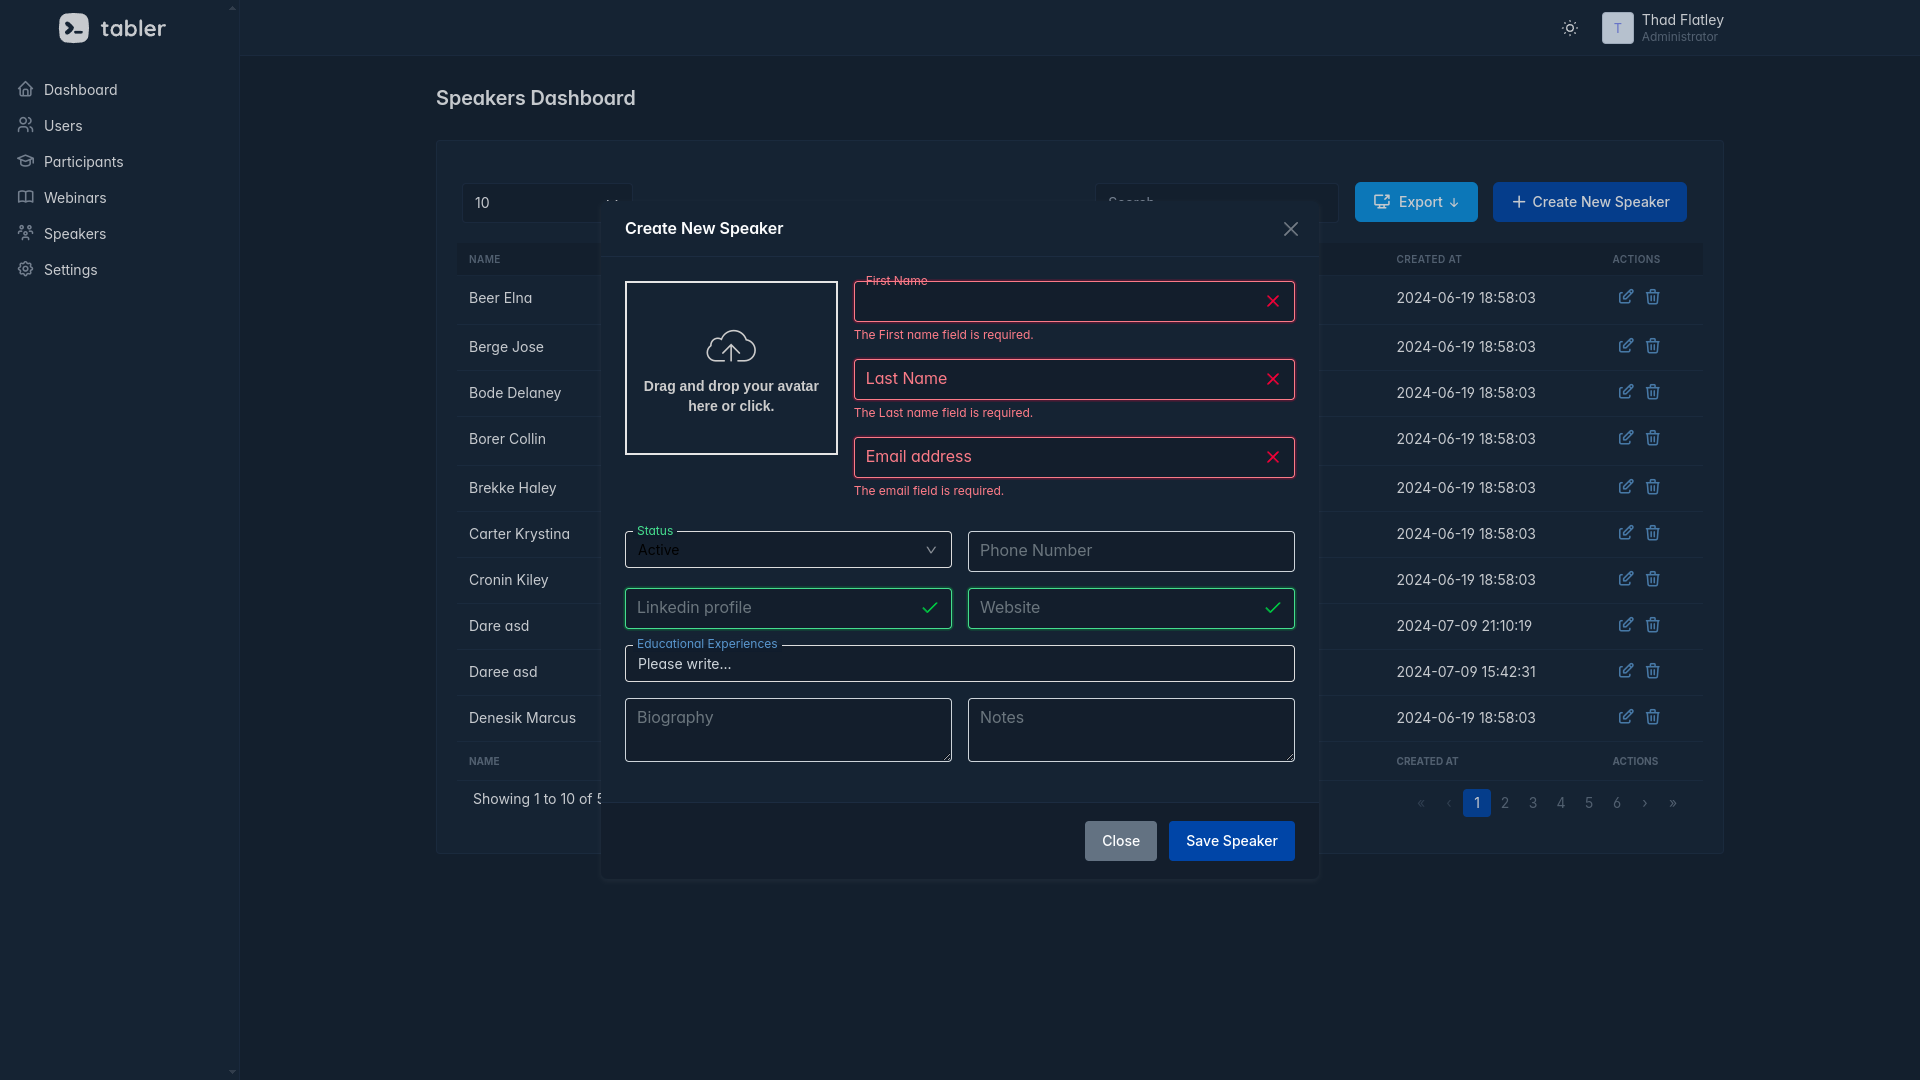 tabler
Thad Flatley
Administrator
Dashboard
Users
Participants
Webinars
Speakers
Settings
Speakers Dashboard
10
Search
Export ↓
+ Create New Speaker
NAME
CREATED AT
ACTIONS
Beer Elna
2024-06-19 18:58:03
Berge Jose
2024-06-19 18:58:03
Bode Delaney
2024-06-19 18:58:03
Borer Collin
2024-06-19 18:58:03
Brekke Haley
2024-06-19 18:58:03
Carter Krystina
2024-06-19 18:58:03
Cronin Kiley
2024-06-19 18:58:03
Dare asd
2024-07-09 21:10:19
Daree asd
2024-07-09 15:42:31
Denesik Marcus
2024-06-19 18:58:03
NAME
CREATED AT
ACTIONS
Showing 1 to 10 of
« ‹ 1 2 3 4 5 6 › »
Create New Speaker
Drag and drop your avatar
here or click.
First Name
The First name field is required.
Last Name
The Last name field is required.
Email address
The email field is required.
Status
Active
Phone Number
Linkedin profile
Website
Educational Experiences
Please write...
Biography
Notes
Close
Save Speaker
T